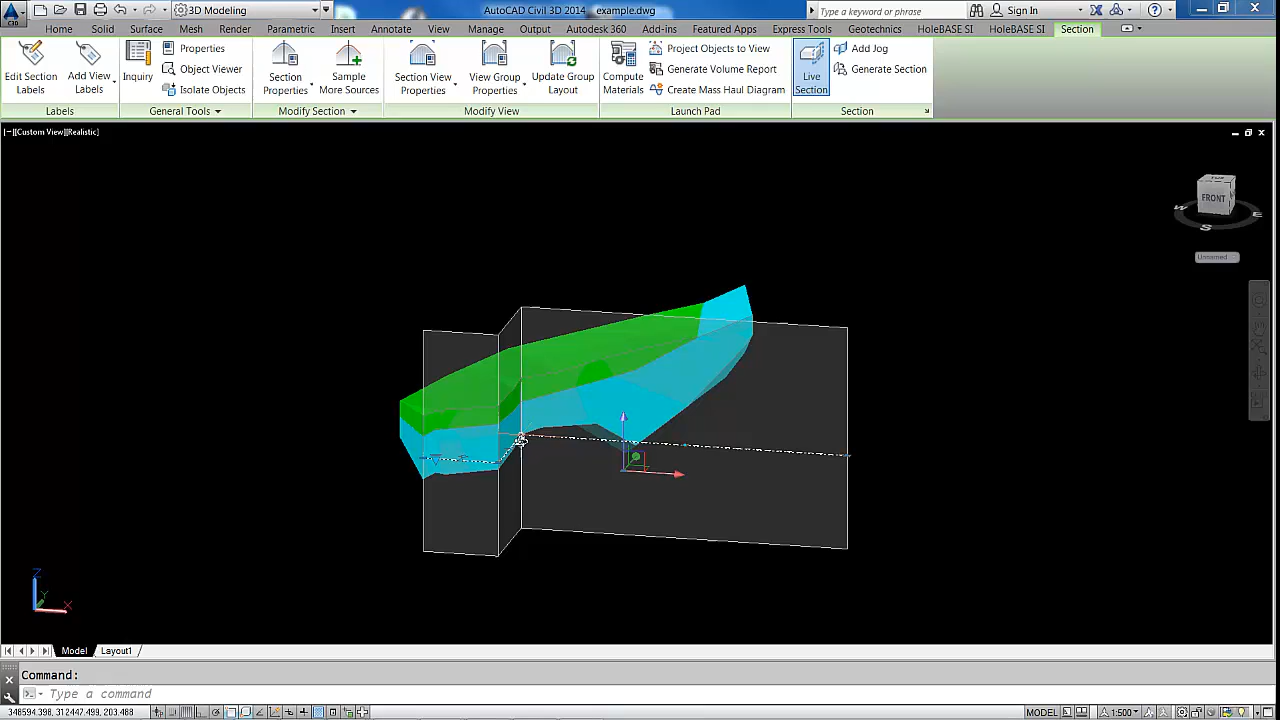 3D Modeling
AutoCAD Civil 3D 2014 example.dwg
Type a keyword or phrase
Sign In
C3D
Home Solid Surface Mesh Render Parametric Insert Annotate View Manage Output Autodesk 360 Add-ins Featured Apps Express Tools Geotechnics HoleBASE SI HoleBASE SI Section
Edit Section Labels
Add View Labels
Inquiry
Properties
Object Viewer
Isolate Objects
Section Properties
Sample More Sources
Section View Properties
View Group Properties
Update Group Layout
Compute Materials
Project Objects to View
Generate Volume Report
Create Mass Haul Diagram
Live Section
Add Jog
Generate Section
Labels General Tools Modify Section Modify View Launch Pad Section
[−][Custom View][Realistic]
TOP
FRONT
W
S
E
Unnamed
Z
Y
X
Model Layout1
Command:
Type a command
348594.398, 312447.499, 203.488
MODEL
1:500